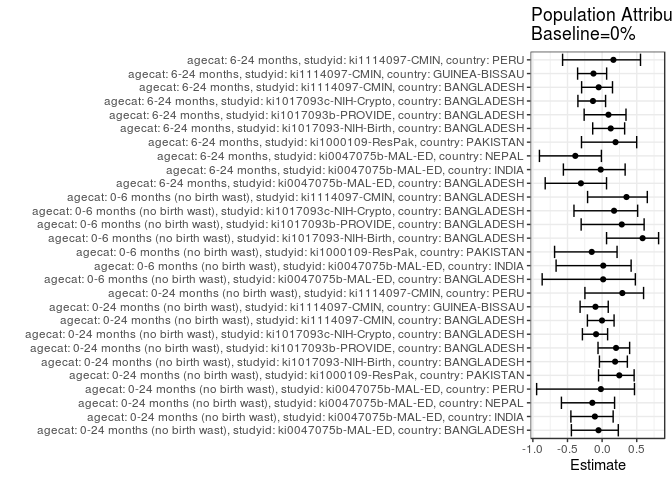 Population Attribu
Baseline=0%
agecat: 6-24 months, studyid: ki1114097-CMIN, country: PERU
agecat: 6-24 months, studyid: ki1114097-CMIN, country: GUINEA-BISSAU
agecat: 6-24 months, studyid: ki1114097-CMIN, country: BANGLADESH
agecat: 6-24 months, studyid: ki1017093c-NIH-Crypto, country: BANGLADESH
agecat: 6-24 months, studyid: ki1017093b-PROVIDE, country: BANGLADESH
agecat: 6-24 months, studyid: ki1017093-NIH-Birth, country: BANGLADESH
agecat: 6-24 months, studyid: ki1000109-ResPak, country: PAKISTAN
agecat: 6-24 months, studyid: ki0047075b-MAL-ED, country: NEPAL
agecat: 6-24 months, studyid: ki0047075b-MAL-ED, country: INDIA
agecat: 6-24 months, studyid: ki0047075b-MAL-ED, country: BANGLADESH
agecat: 0-6 months (no birth wast), studyid: ki1114097-CMIN, country: BANGLADESH
agecat: 0-6 months (no birth wast), studyid: ki1017093c-NIH-Crypto, country: BANGLADESH
agecat: 0-6 months (no birth wast), studyid: ki1017093b-PROVIDE, country: BANGLADESH
agecat: 0-6 months (no birth wast), studyid: ki1017093-NIH-Birth, country: BANGLADESH
agecat: 0-6 months (no birth wast), studyid: ki1000109-ResPak, country: PAKISTAN
agecat: 0-6 months (no birth wast), studyid: ki0047075b-MAL-ED, country: INDIA
agecat: 0-6 months (no birth wast), studyid: ki0047075b-MAL-ED, country: BANGLADESH
agecat: 0-24 months (no birth wast), studyid: ki1114097-CMIN, country: PERU
agecat: 0-24 months (no birth wast), studyid: ki1114097-CMIN, country: GUINEA-BISSAU
agecat: 0-24 months (no birth wast), studyid: ki1114097-CMIN, country: BANGLADESH
agecat: 0-24 months (no birth wast), studyid: ki1017093c-NIH-Crypto, country: BANGLADESH
agecat: 0-24 months (no birth wast), studyid: ki1017093b-PROVIDE, country: BANGLADESH
agecat: 0-24 months (no birth wast), studyid: ki1017093-NIH-Birth, country: BANGLADESH
agecat: 0-24 months (no birth wast), studyid: ki1000109-ResPak, country: PAKISTAN
agecat: 0-24 months (no birth wast), studyid: ki0047075b-MAL-ED, country: PERU
agecat: 0-24 months (no birth wast), studyid: ki0047075b-MAL-ED, country: NEPAL
agecat: 0-24 months (no birth wast), studyid: ki0047075b-MAL-ED, country: INDIA
agecat: 0-24 months (no birth wast), studyid: ki0047075b-MAL-ED, country: BANGLADESH
-1.0 -0.5 0.0 0.5
Estimate